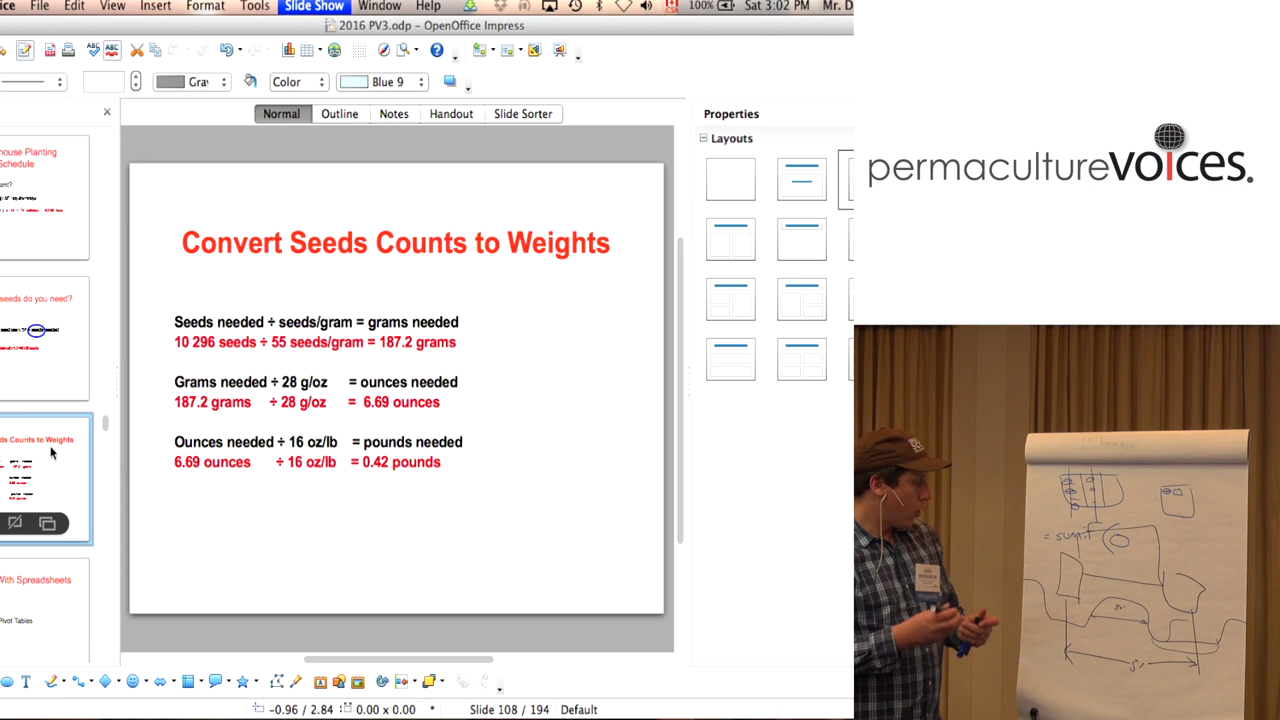 ice File Edit View Insert Format Tools Slide Show Window Help 100% Sat 3:02 PM Mr. D
2016 PV3.odp - OpenOffice Impress
Gray Color Blue 9
Normal Outline Notes Handout Slide Sorter
Properties
Layouts
house Planting
Schedule
seeds do you need?
ds Counts to Weights
With Spreadsheets
Pivot Tables
Convert Seeds Counts to Weights
Seeds needed ÷ seeds/gram = grams needed
10 296 seeds ÷ 55 seeds/gram = 187.2 grams
Grams needed ÷ 28 g/oz = ounces needed
187.2 grams ÷ 28 g/oz = 6.69 ounces
Ounces needed ÷ 16 oz/lb = pounds needed
6.69 ounces ÷ 16 oz/lb = 0.42 pounds
-0.96 / 2.84 0.00 x 0.00 * Slide 108 / 194 Default
permaculturevoices.
= sumif